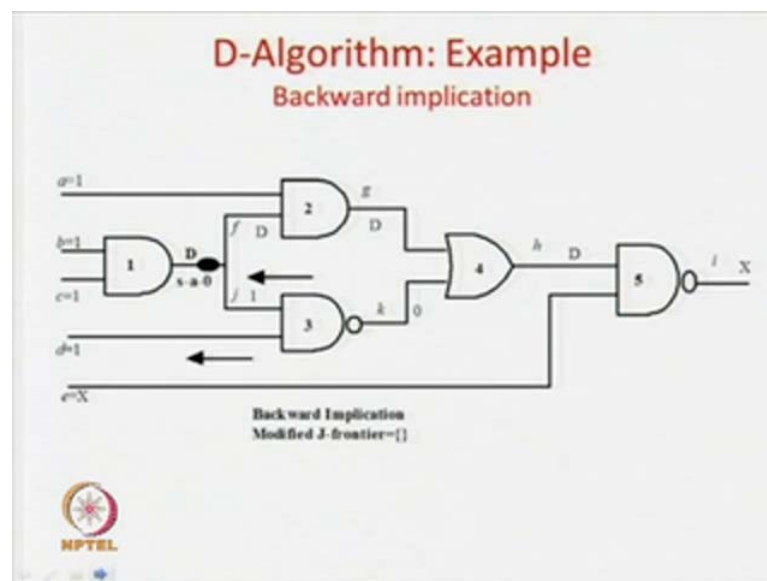 D-Algorithm: Example
Backward implication
a=1
g
2
f D
D
b=1
D
h
D
i
X
1
4
5
s-a-0
c=1
j 1
k
0
3
d=1
e=X
Backward Implication
Modified J-frontier={}
NPTEL